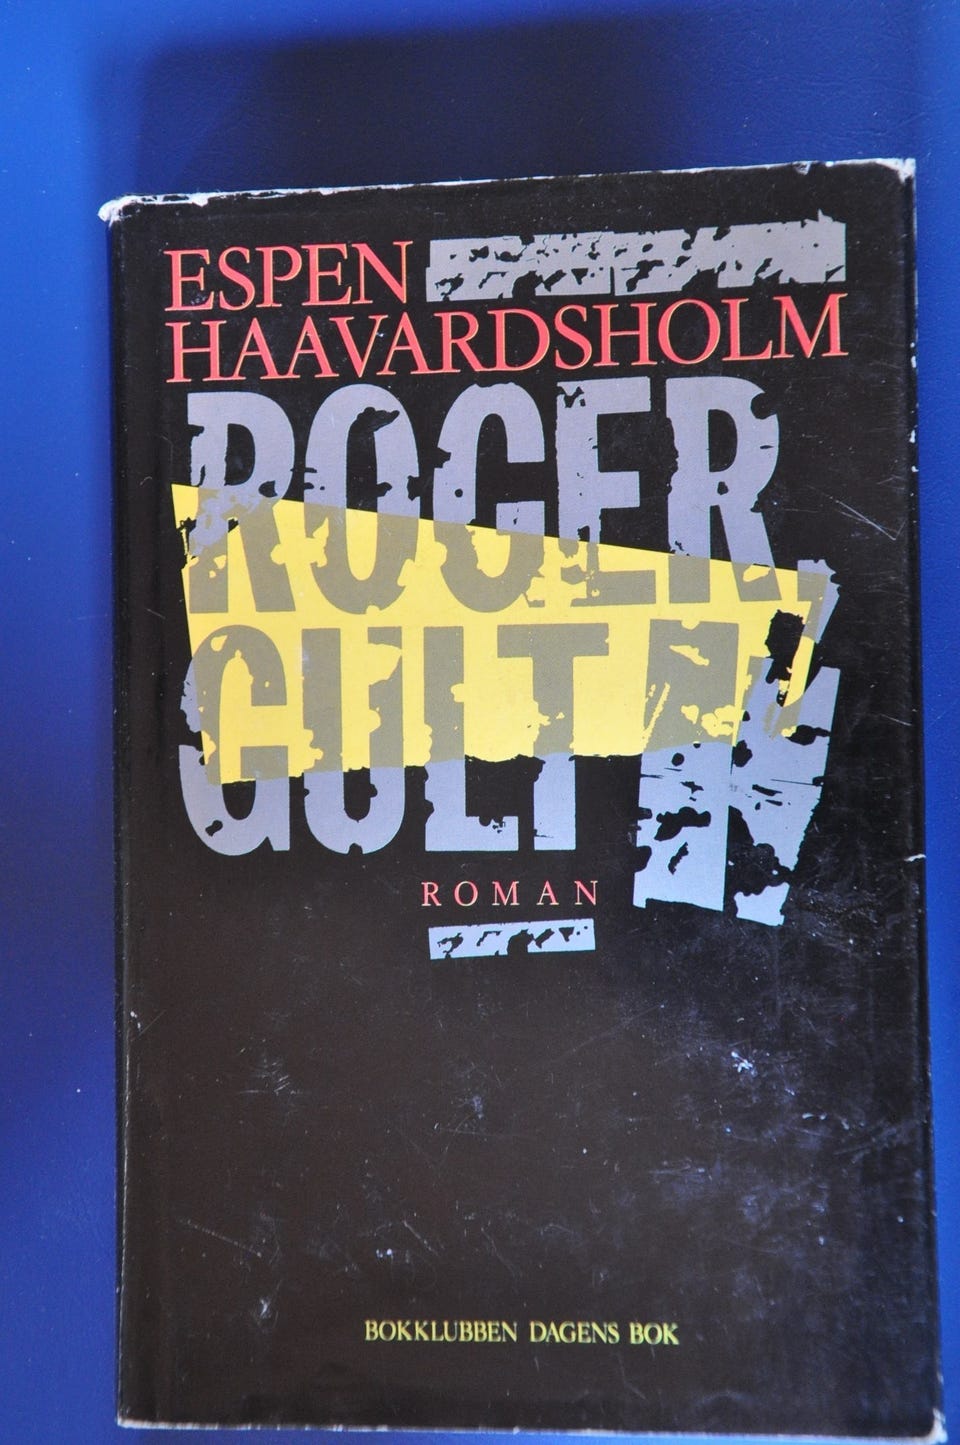 ESPEN
HAAVARDSHOLM
ROGER,
GULT
ROMAN
BOKKLUBBEN DAGENS BOK